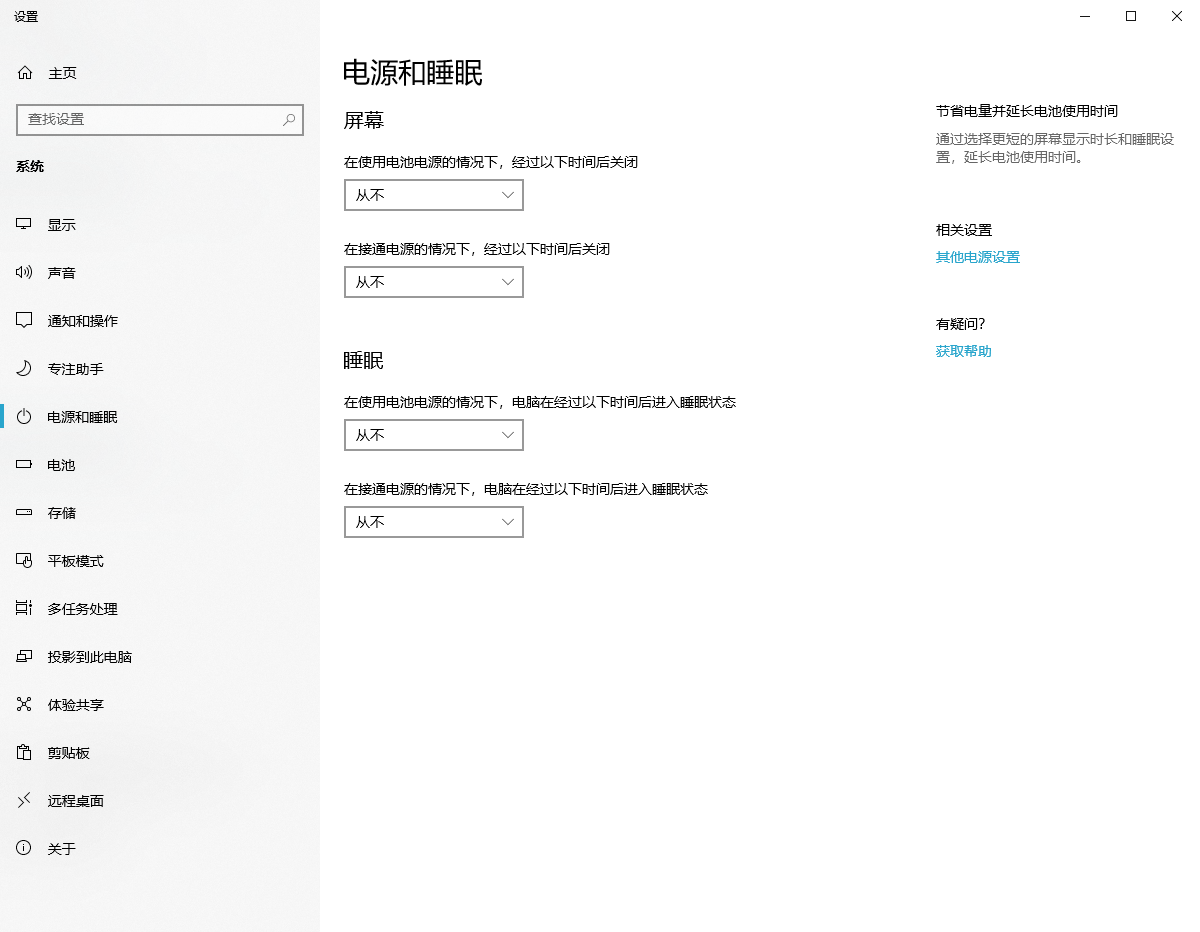 设置
主页
查找设置
系统
显示
声音
通知和操作
专注助手
电源和睡眠
电池
存储
平板模式
多任务处理
投影到此电脑
体验共享
剪贴板
远程桌面
关于
电源和睡眠
屏幕
在使用电池电源的情况下，经过以下时间后关闭
从不
在接通电源的情况下，经过以下时间后关闭
从不
睡眠
在使用电池电源的情况下，电脑在经过以下时间后进入睡眠状态
从不
在接通电源的情况下，电脑在经过以下时间后进入睡眠状态
从不
节省电量并延长电池使用时间
通过选择更短的屏幕显示时长和睡眠设
置，延长电池使用时间。
相关设置
其他电源设置
有疑问?
获取帮助